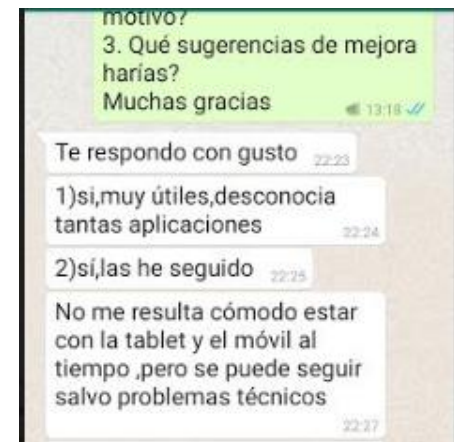 motivo?
3. Qué sugerencias de mejora
harías?
Muchas gracias
13:18
Te respondo con gusto 22:23
1)si,muy útiles,desconocia
tantas aplicaciones 22:24
2)sí,las he seguido 22:25
No me resulta cómodo estar
con la tablet y el móvil al
tiempo ,pero se puede seguir
salvo problemas técnicos
22:27